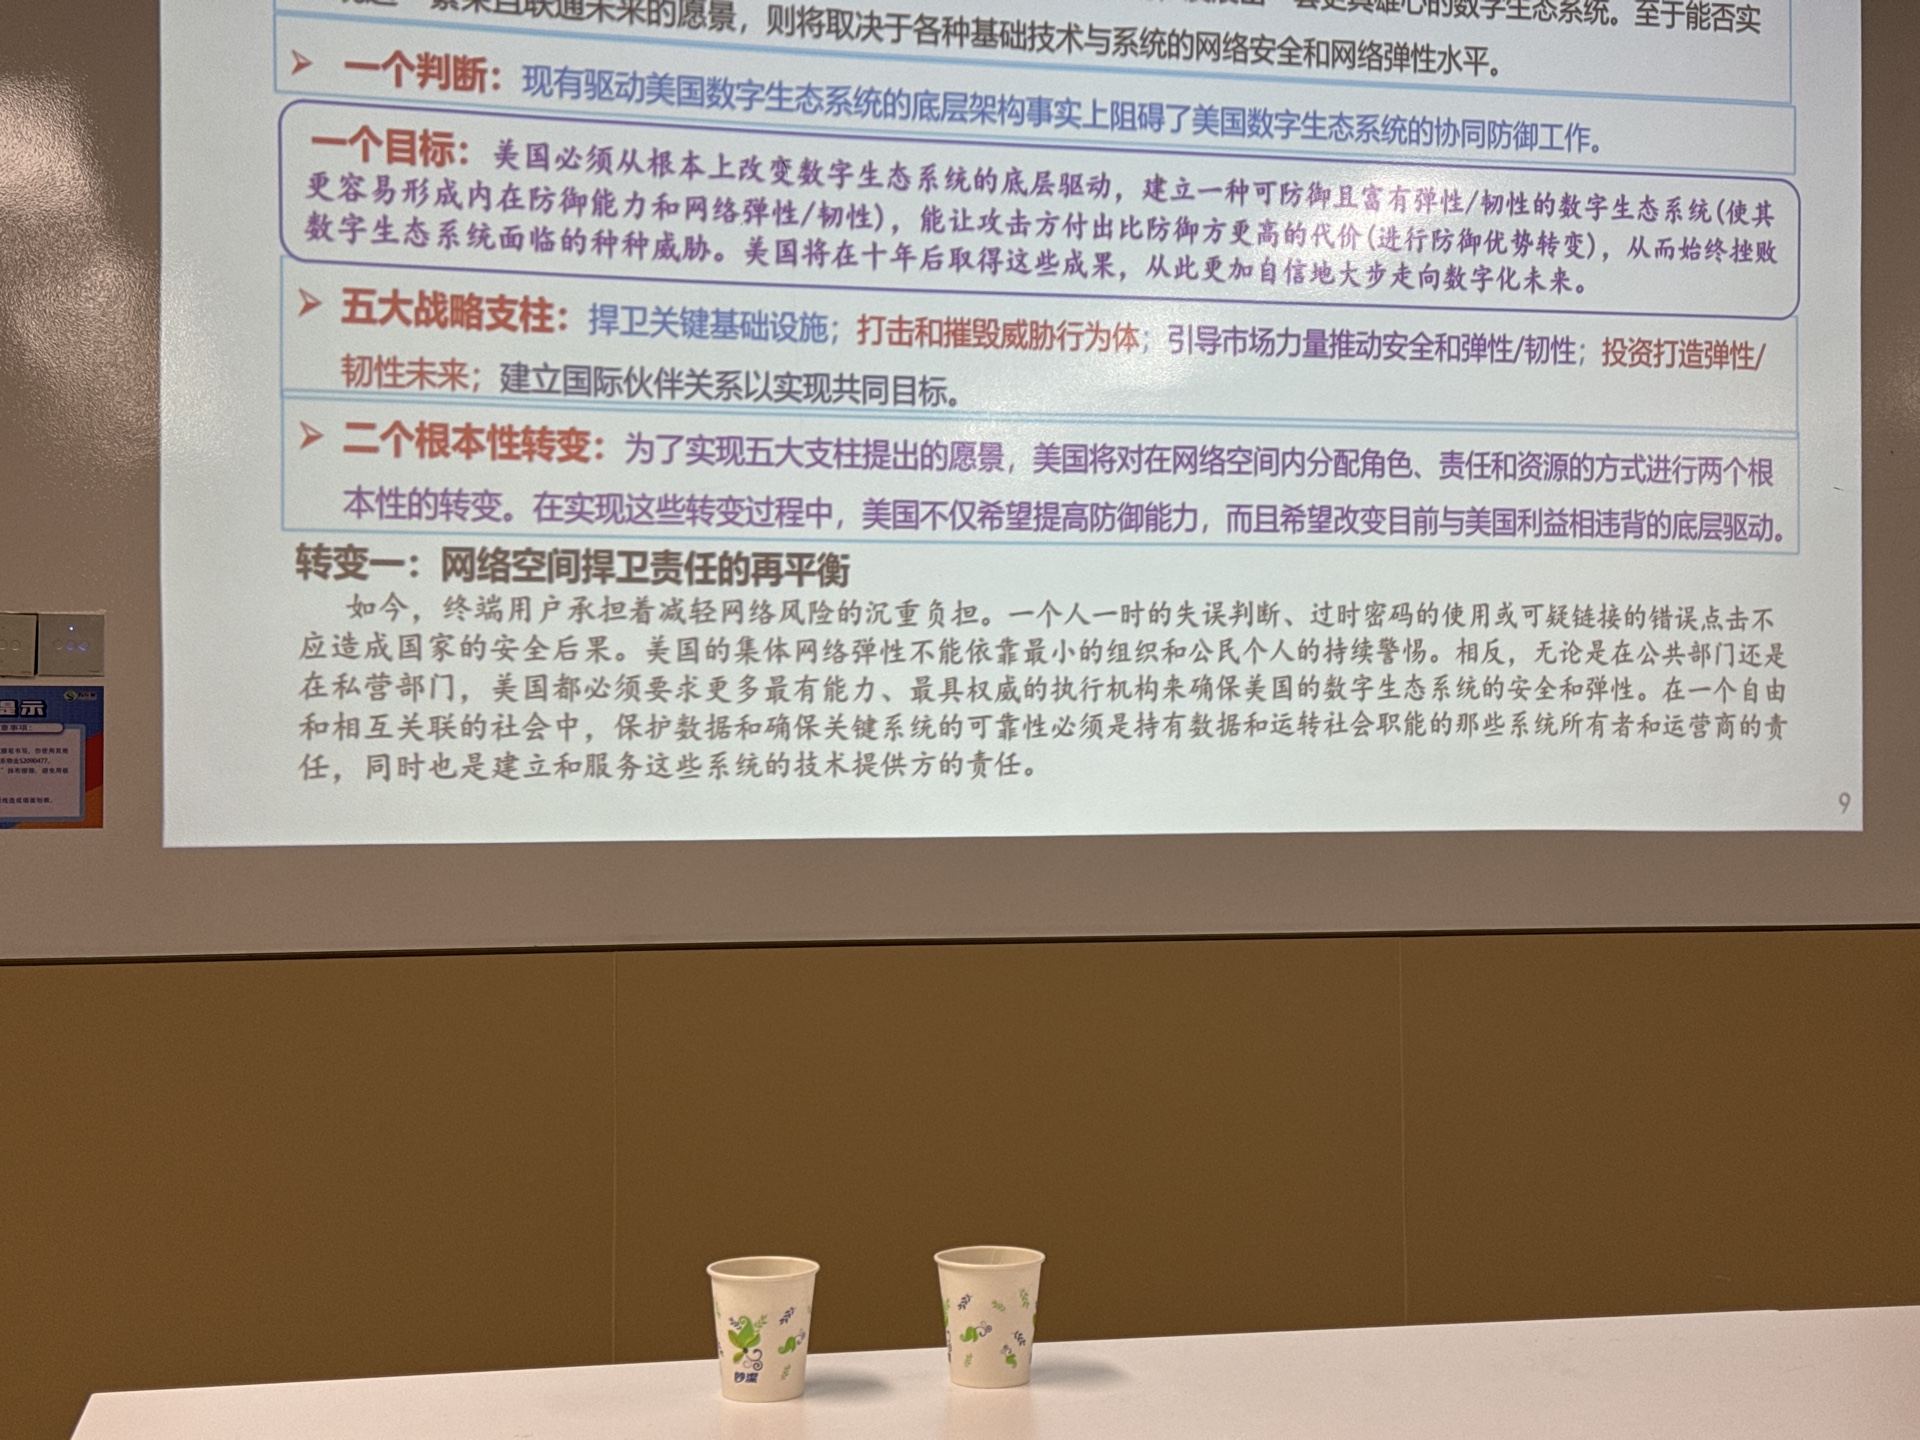 且联通未来的愿景，则将取决于各种基础技术与系统的网络安全和网络弹性水平。
更具雄心的数字生态系统。至于能否实
➢ 一个判断：现有驱动美国数字生态系统的底层架构事实上阻碍了美国数字生态系统的协同防御工作。
一个目标：美国必须从根本上改变数字生态系统的底层驱动，建立一种可防御且富有弹性/韧性的数字生态系统(使其
更容易形成内在防御能力和网络弹性/韧性)，能让攻击方付出比防御方更高的代价(进行防御优势转变)，从而始终挫败
数字生态系统面临的种种威胁。美国将在十年后取得这些成果，从此更加自信地大步走向数字化未来。
➢ 五大战略支柱：捍卫关键基础设施；打击和摧毁威胁行为体；引导市场力量推动安全和弹性/韧性；投资打造弹性/
韧性未来；建立国际伙伴关系以实现共同目标。
➢ 二个根本性转变：为了实现五大支柱提出的愿景，美国将对在网络空间内分配角色、责任和资源的方式进行两个根
本性的转变。在实现这些转变过程中，美国不仅希望提高防御能力，而且希望改变目前与美国利益相违背的底层驱动。
转变一：网络空间捍卫责任的再平衡
如今，终端用户承担着减轻网络风险的沉重负担。一个人一时的失误判断、过时密码的使用或可疑链接的错误点击不
应造成国家的安全后果。美国的集体网络弹性不能依靠最小的组织和公民个人的持续警惕。相反，无论是在公共部门还是
在私营部门，美国都必须要求更多最有能力、最具权威的执行机构来确保美国的数字生态系统的安全和弹性。在一个自由
和相互关联的社会中，保护数据和确保关键系统的可靠性必须是持有数据和运转社会职能的那些系统所有者和运营商的责
任，同时也是建立和服务这些系统的技术提供方的责任。
9
提示
妙洁